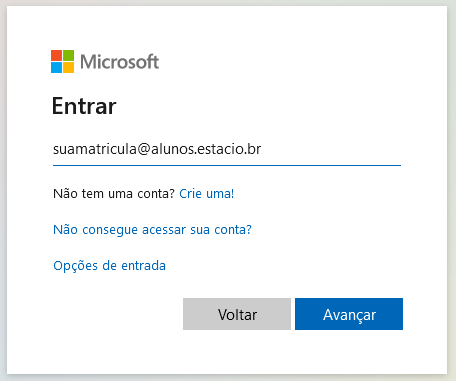 Microsoft
Entrar
suamatricula@alunos.estacio.br
Não tem uma conta? Crie uma!
Não consegue acessar sua conta?
Opções de entrada
Voltar Avançar